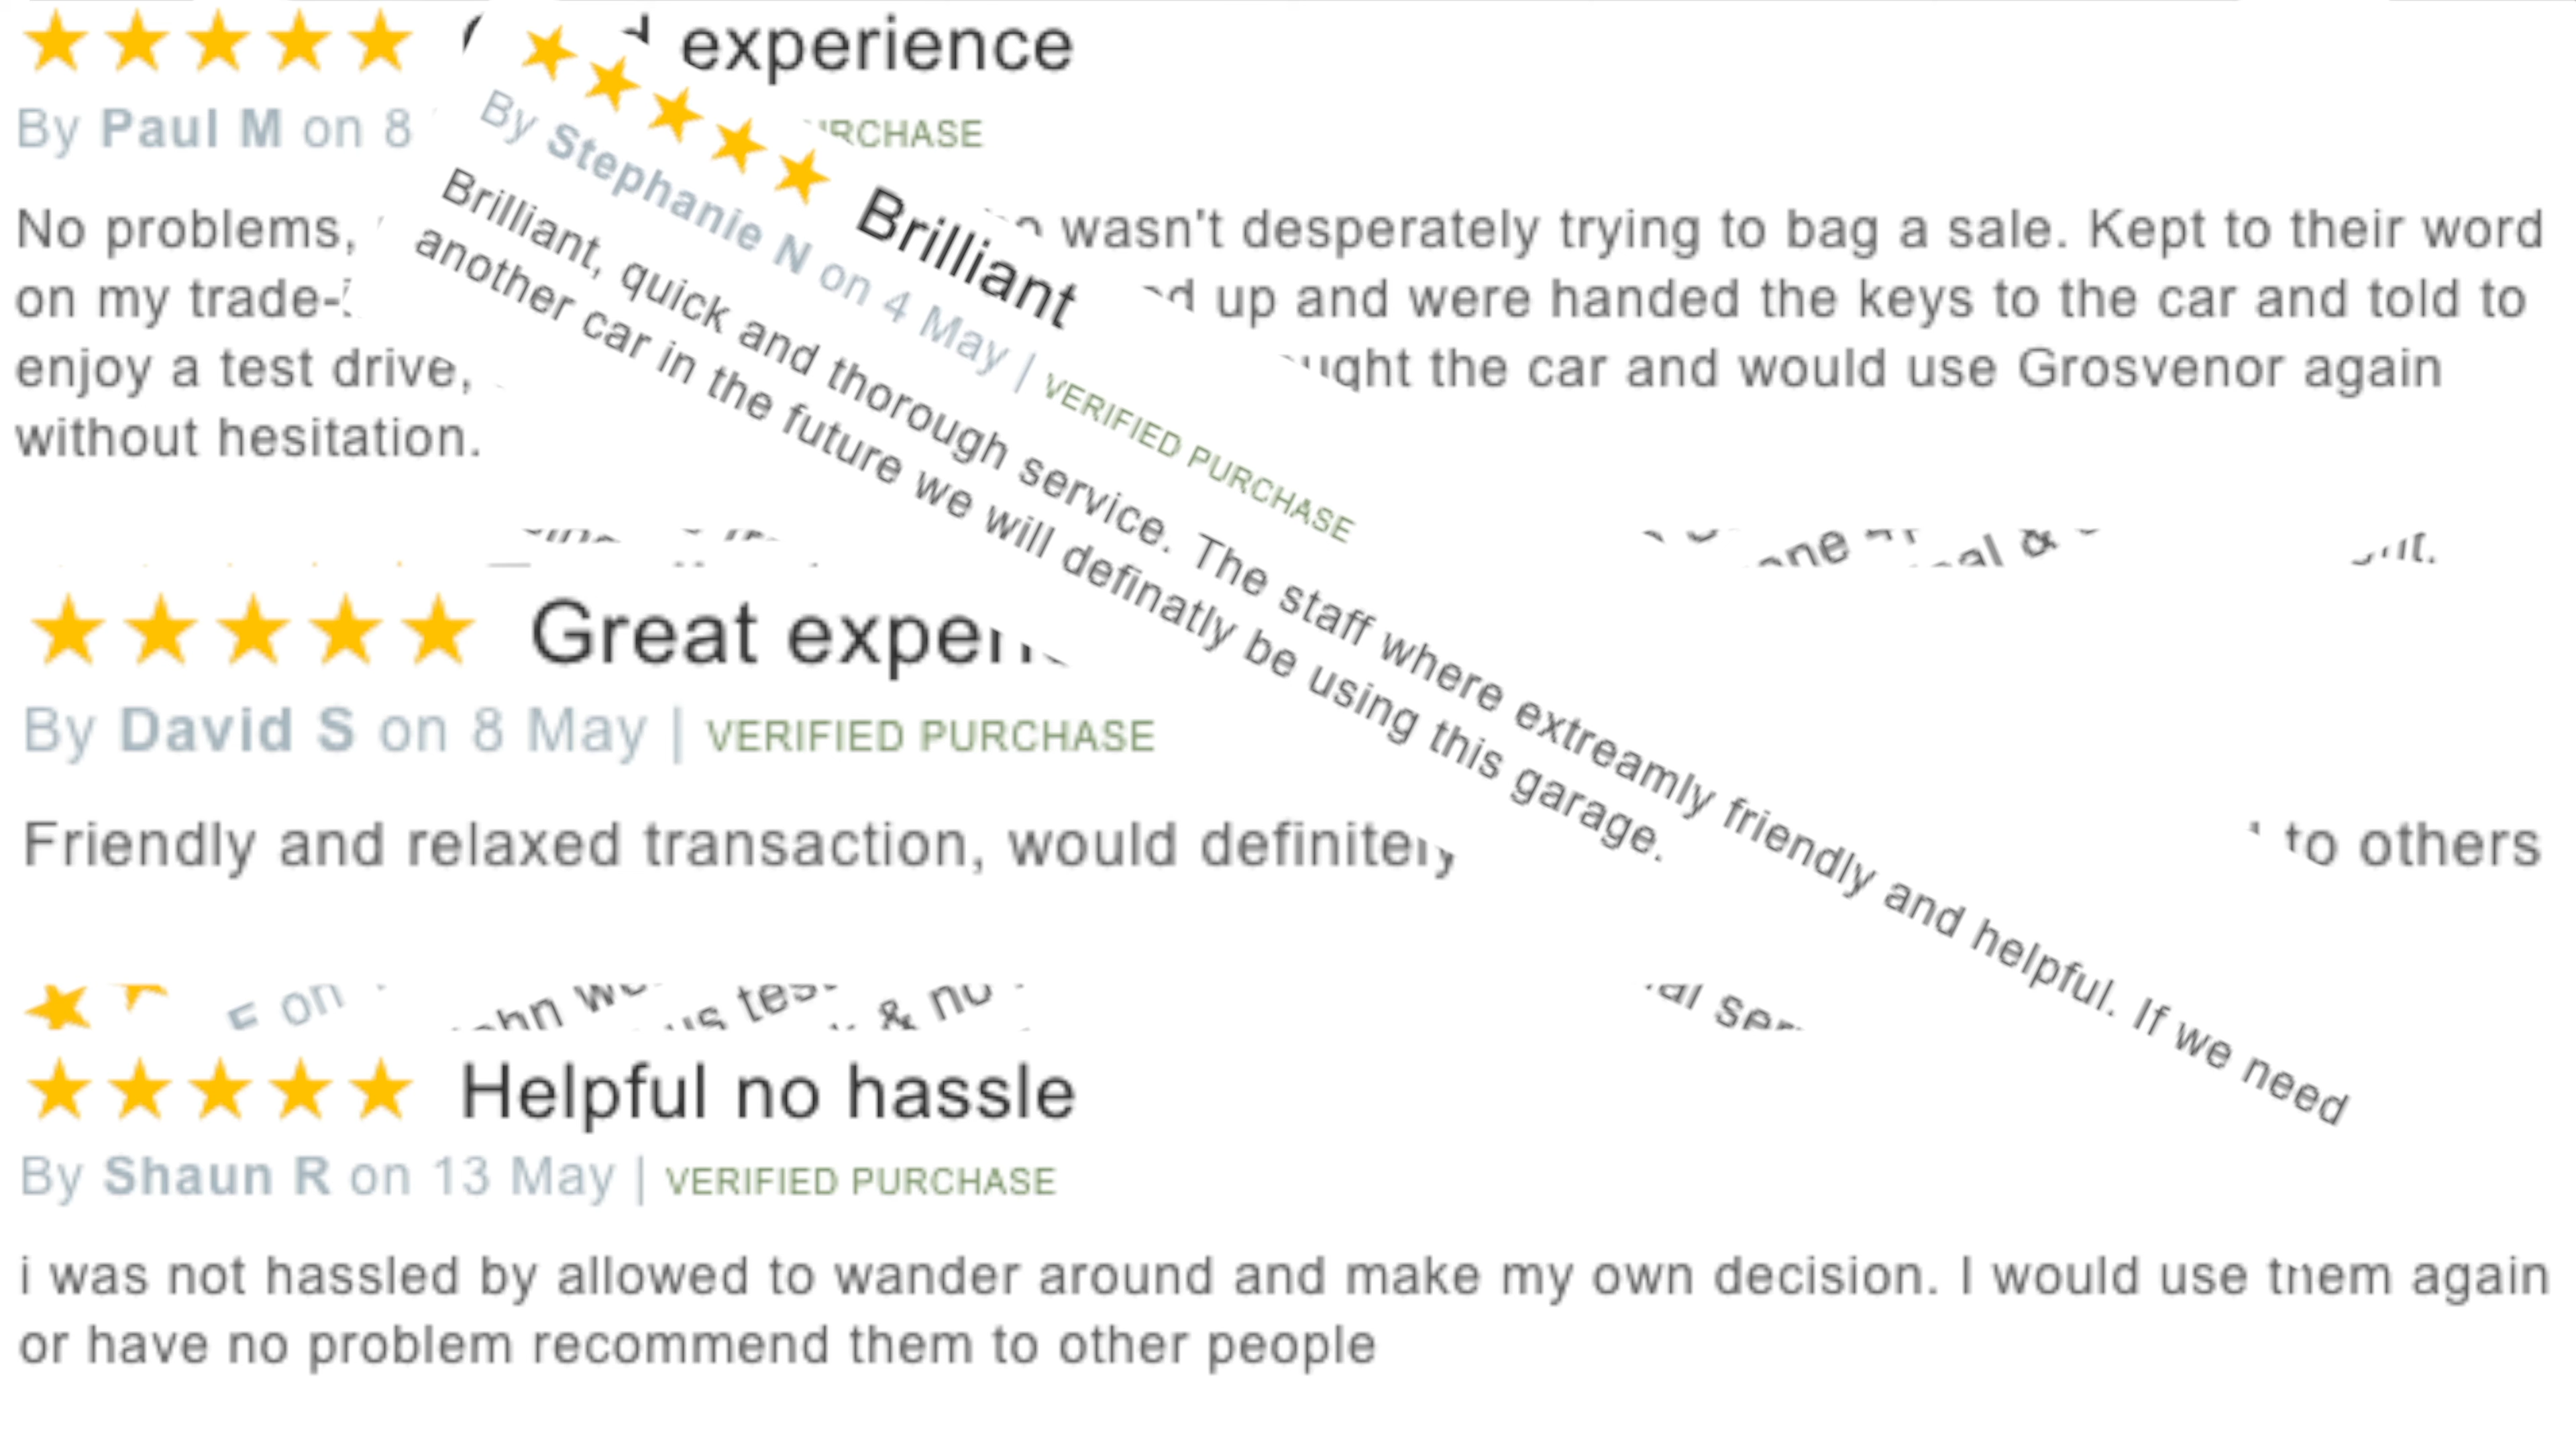 experience
By Paul M on 8
No problems, wasn't desperately trying to bag a sale. Kept to their word
on my up and were handed the keys to the car and told to
enjoy a test drive, the car and would use Grosvenor again
without hesitation.
Brilliant
By Stephanie N on 4 May | VERIFIED PURCHASE
Brilliant, quick and thorough service. The staff where extreamly friendly and helpful. If we need
another car in the future we will definatly be using this garage.
Great
By David S on 8 May | VERIFIED PURCHASE
Friendly and relaxed transaction, would definitely to others
on
Helpful no hassle
By Shaun R on 13 May | VERIFIED PURCHASE
i was not hassled by allowed to wander around and make my own decision. I would use them again
or have no problem recommend them to other people